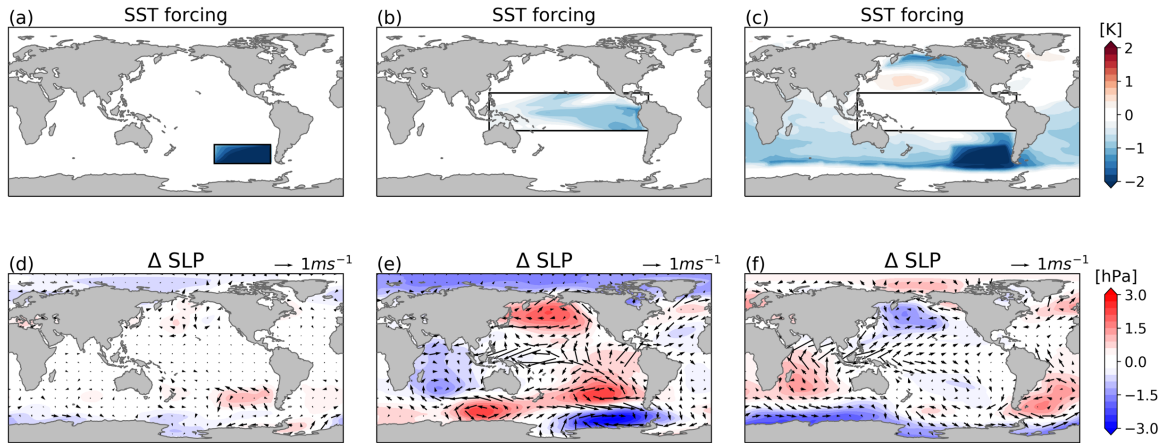 (a) SST forcing
(b) SST forcing
(c) SST forcing
[K]
2
1
0
−1
−2
(d) Δ SLP 1ms⁻¹
(e) Δ SLP 1ms⁻¹
(f) Δ SLP 1ms⁻¹
[hPa]
3.0
1.5
0.0
−1.5
−3.0